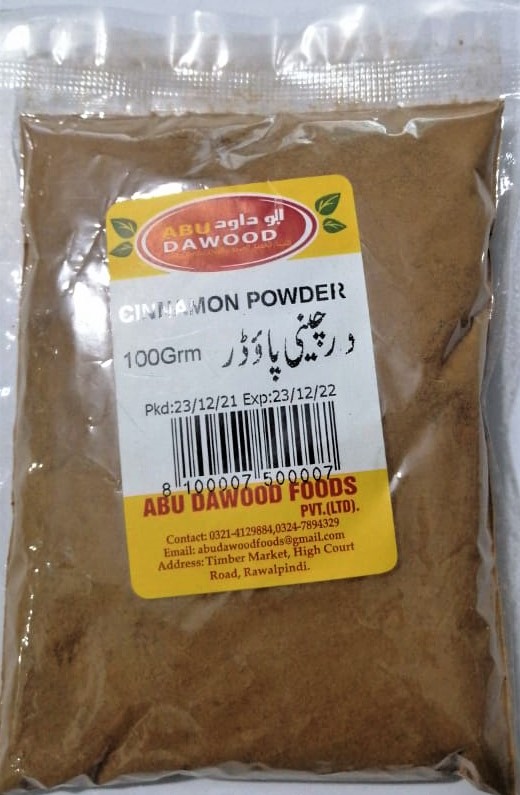 ابو داود
ABU
DAWOOD
CINNAMON POWDER
100Grm
در چینی پاؤڈر
Pkd:23/12/21 Exp:23/12/22
8 100007 500007
ABU DAWOOD FOODS
PVT.(LTD).
Contact: 0321-4129884,0324-7894329
Email: abudawoodfoods@gmail.com
Address:Timber Market, High Court
Road, Rawalpindi.